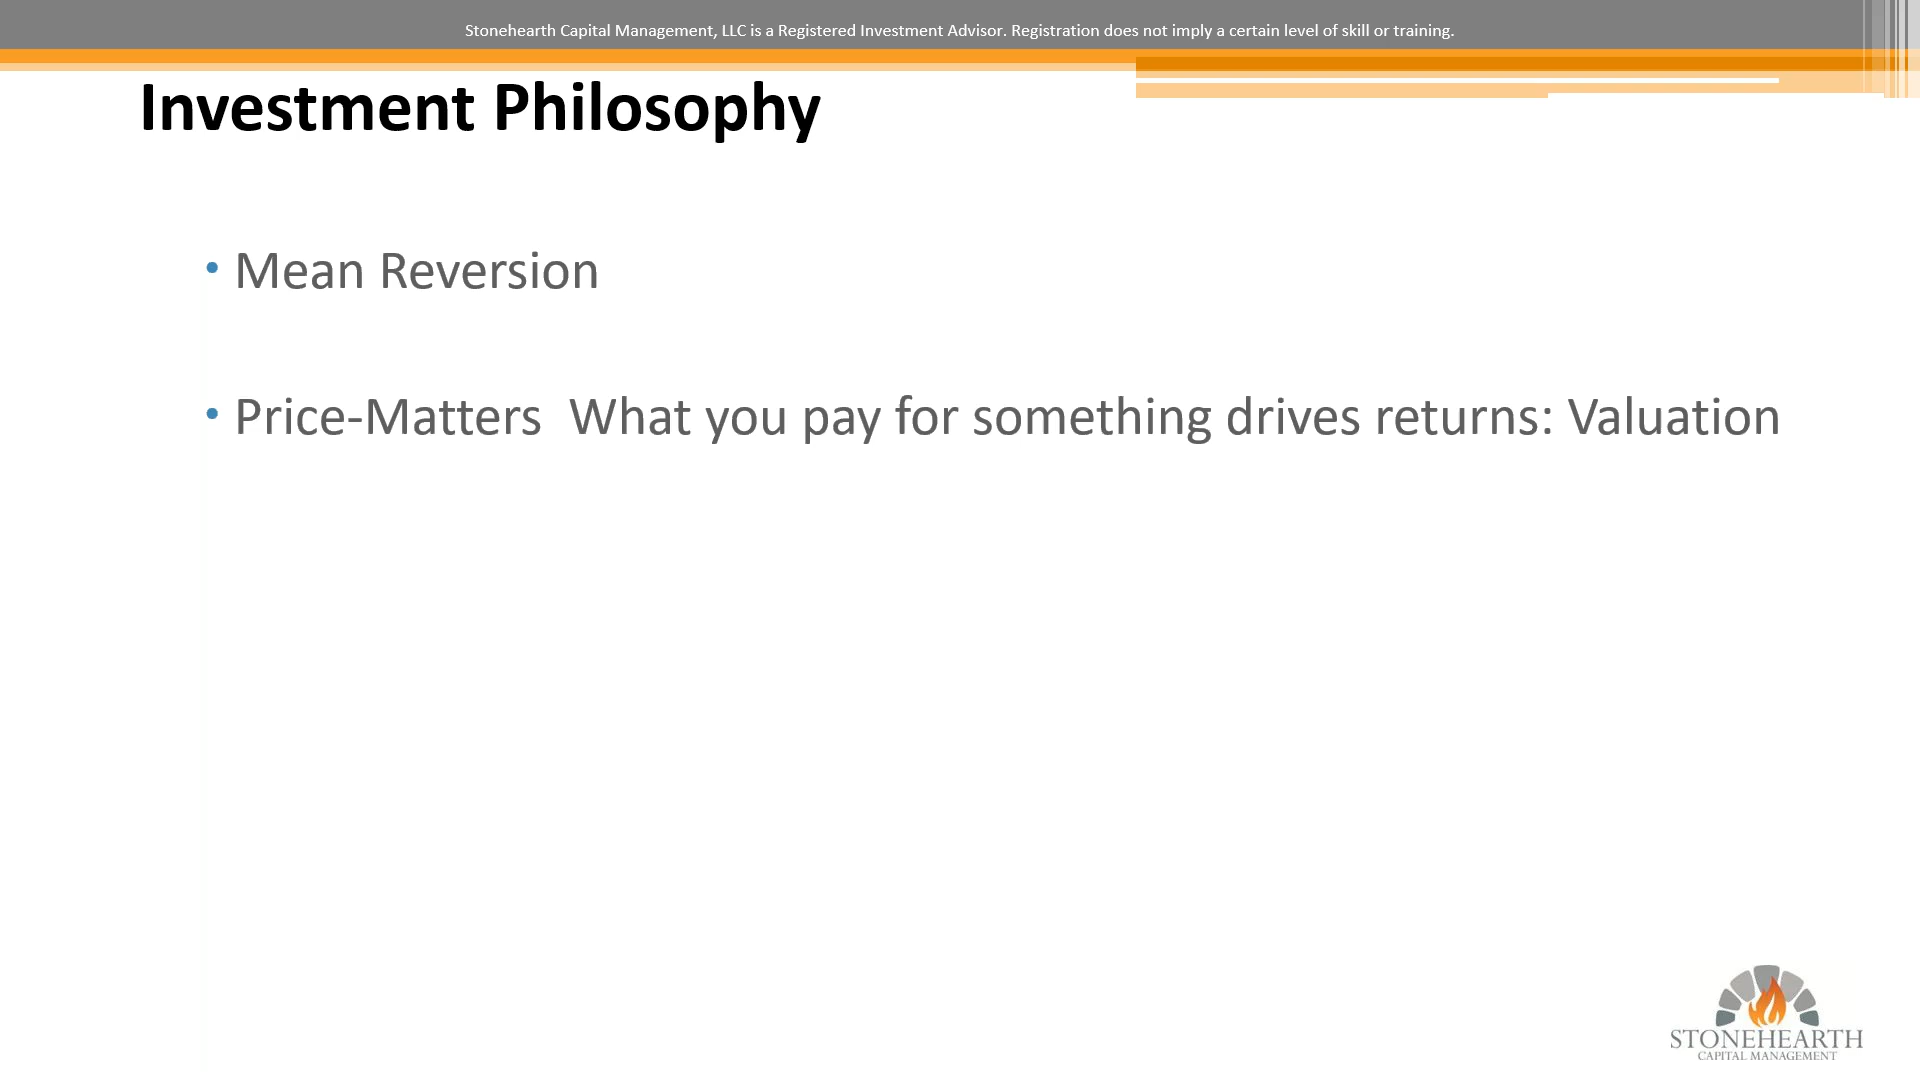 Stonehearth Capital Management, LLC is a Registered Investment Advisor. Registration does not imply a certain level of skill or training.
Investment Philosophy
• Mean Reversion
• Price-Matters  What you pay for something drives returns: Valuation
STONEHEARTH
CAPITAL MANAGEMENT